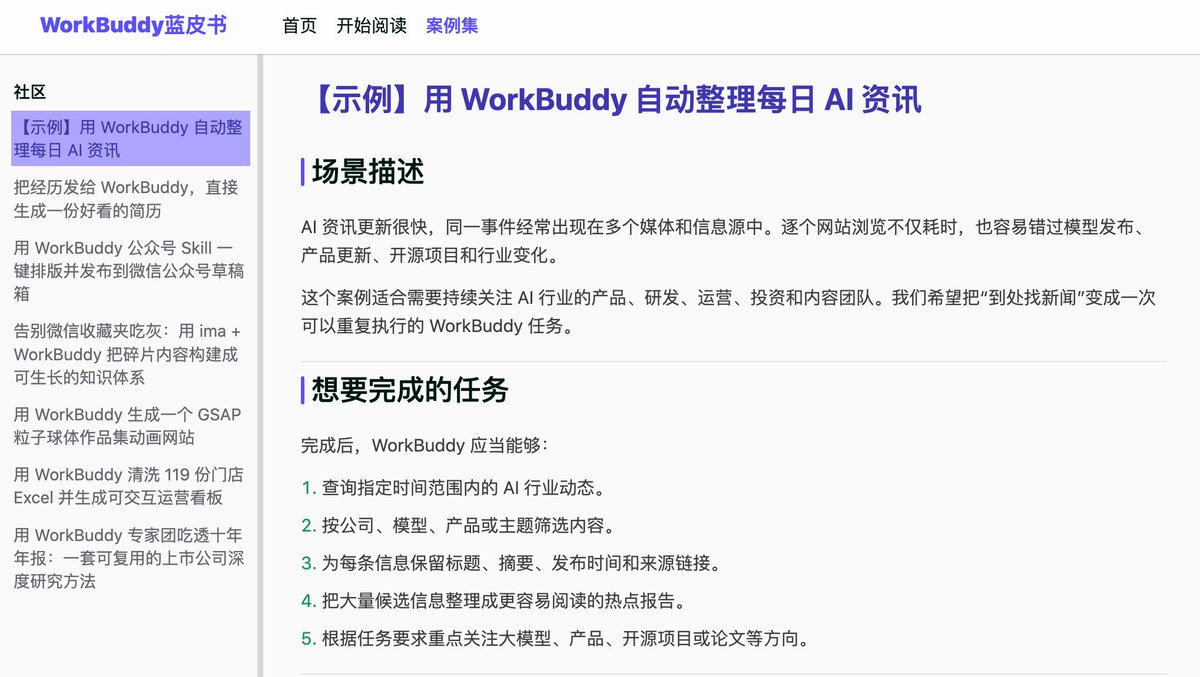 WorkBuddy蓝皮书
首页 开始阅读 案例集
社区
【示例】用 WorkBuddy 自动整
理每日 AI 资讯
把经历发给 WorkBuddy，直接
生成一份好看的简历
用 WorkBuddy 公众号 Skill 一
键排版并发布到微信公众号草稿
箱
告别微信收藏夹吃灰：用 ima +
WorkBuddy 把碎片内容构建成
可生长的知识体系
用 WorkBuddy 生成一个 GSAP
粒子球体作品集动画网站
用 WorkBuddy 清洗 119 份门店
Excel 并生成可交互运营看板
用 WorkBuddy 专家团吃透十年
年报：一套可复用的上市公司深
度研究方法
【示例】用 WorkBuddy 自动整理每日 AI 资讯
场景描述
AI 资讯更新很快，同一事件经常出现在多个媒体和信息源中。逐个网站浏览不仅耗时，也容易错过模型发布、
产品更新、开源项目和行业变化。
这个案例适合需要持续关注 AI 行业的产品、研发、运营、投资和内容团队。我们希望把“到处找新闻”变成一次
可以重复执行的 WorkBuddy 任务。
想要完成的任务
完成后，WorkBuddy 应当能够：
1. 查询指定时间范围内的 AI 行业动态。
2. 按公司、模型、产品或主题筛选内容。
3. 为每条信息保留标题、摘要、发布时间和来源链接。
4. 把大量候选信息整理成更容易阅读的热点报告。
5. 根据任务要求重点关注大模型、产品、开源项目或论文等方向。